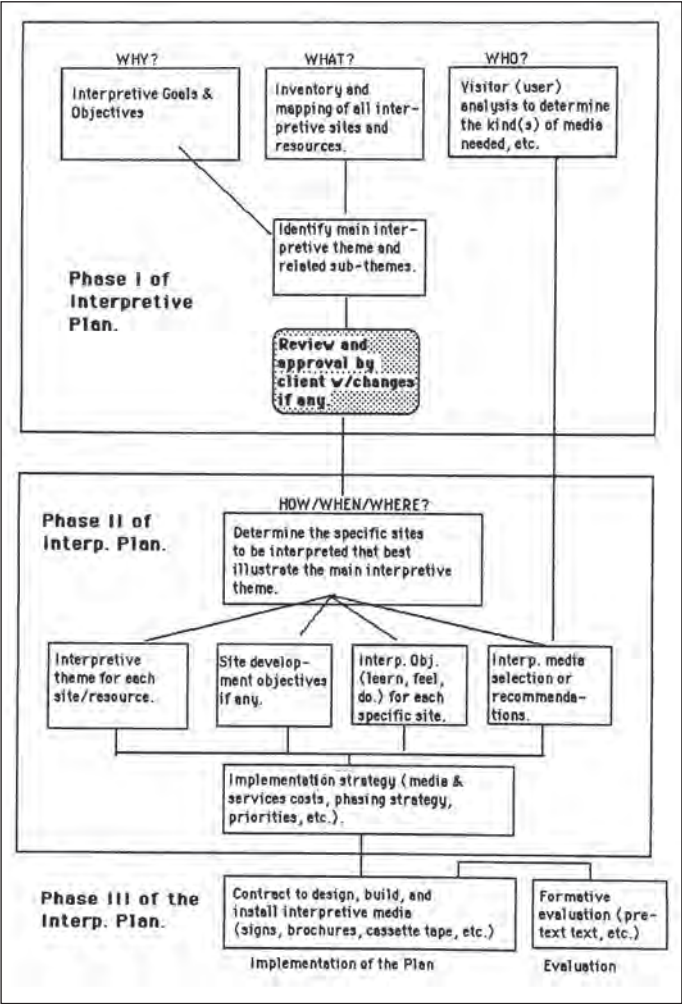 WHY?
Interpretive Goals &
Objectives
WHAT?
Inventory and
mapping of all inter-
pretive sites and
resources.
WHO?
Visitor (user)
analysis to determine
the kind(s) of media
needed, etc.
Identify main inter-
pretive theme and
related sub-themes.
Phase I of
Interpretive
Plan.
Review and
approval by
client w/changes
if any.
Phase II of
Interp. Plan.
HOW/WHEN/WHERE?
Determine the specific sites
to be interpreted that best
illustrate the main interpretive
theme.
Interpretive
theme for each
site/resource.
Site develop-
ment objectives
if any.
Interp. Obj.
(learn, feel,
do.) for each
specific site.
Interp. media
selection or
recommenda-
tions.
Implementation strategy (media &
services costs, phasing strategy,
priorities, etc.).
Phase III of the
Interp. Plan.
Contract to design, build, and
install interpretive media
(signs, brochures, cassette tape, etc.)
Implementation of the Plan
Formative
evaluation (pre-
text text, etc.)
Evaluation